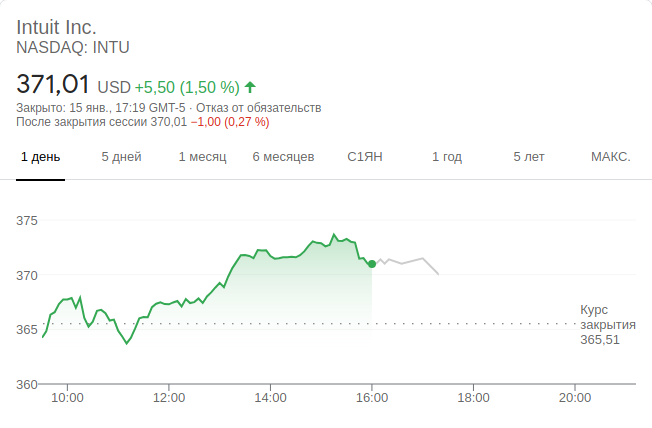 Intuit Inc.
NASDAQ: INTU
371,01 USD +5,50 (1,50 %)
Закрыто: 15 янв., 17:19 GMT-5 · Отказ от обязательств
После закрытия сессии 370,01 −1,00 (0,27 %)
1 день 5 дней 1 месяц 6 месяцев С1ЯН 1 год 5 лет МАКС.
375
370
365
360
Курс
закрытия
365,51
10:00 12:00 14:00 16:00 18:00 20:00